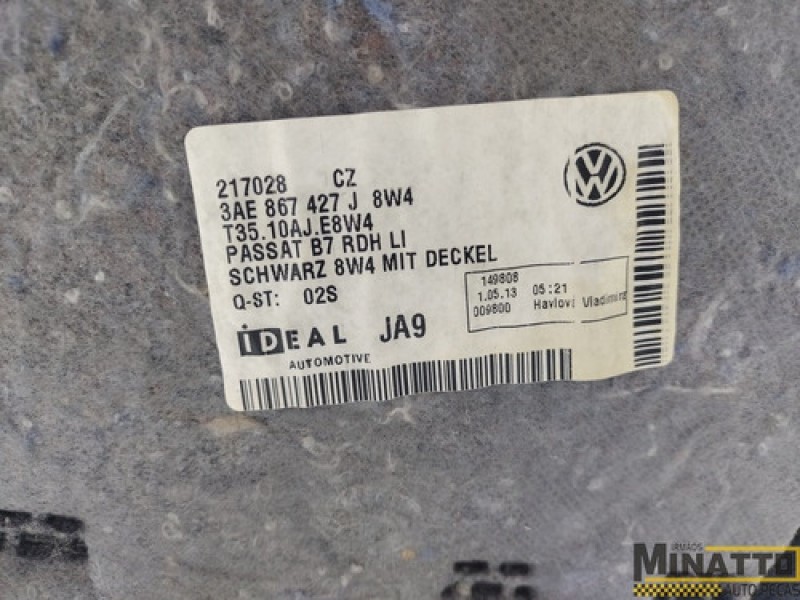 217028 CZ
3AE 867 427 J 8W4
T35.10AJ.E8W4
PASSAT B7 RDH LI
SCHWARZ 8W4 MIT DECKEL
Q-ST: 02S
149808
1.05.13 05:21
009800 Havlová Vladimíra
iDEAL JA9
AUTOMOTIVE
IRMÃOS
MINATTO
AUTO PEÇAS